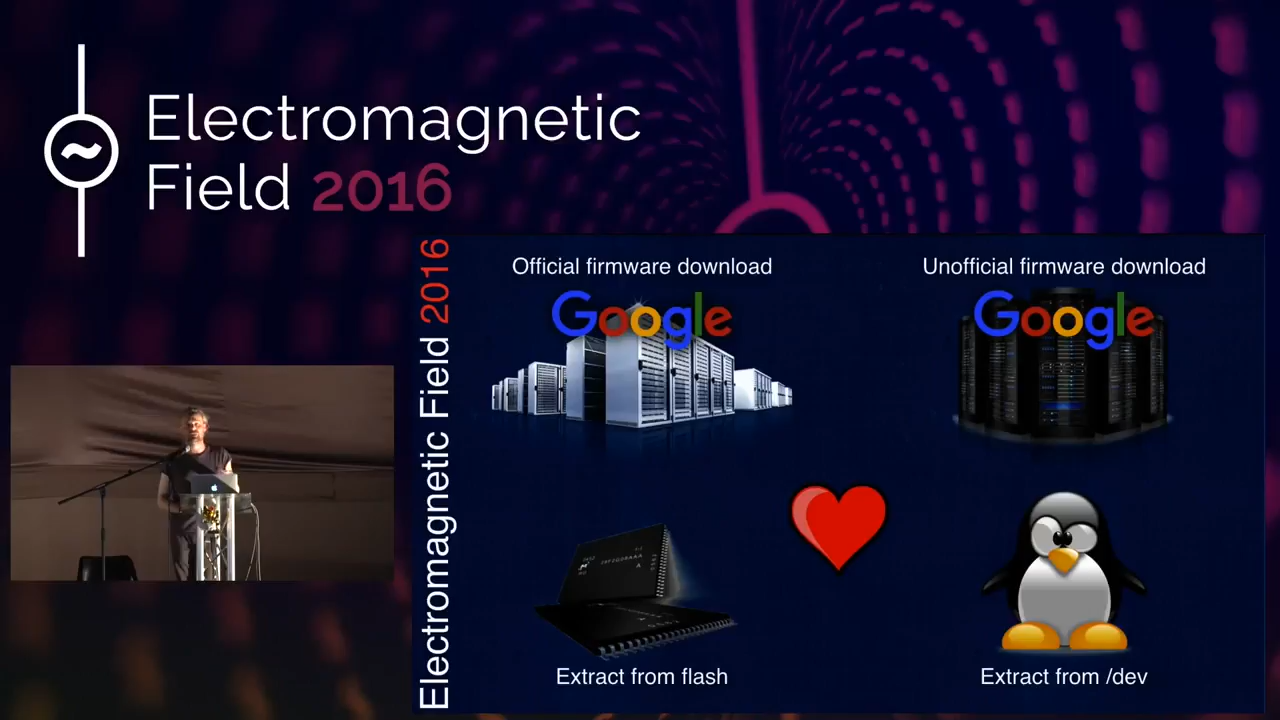 Electromagnetic
Field 2016
Electromagnetic Field 2016
Official firmware download
Google
Unofficial firmware download
Google
Extract from flash
Extract from /dev